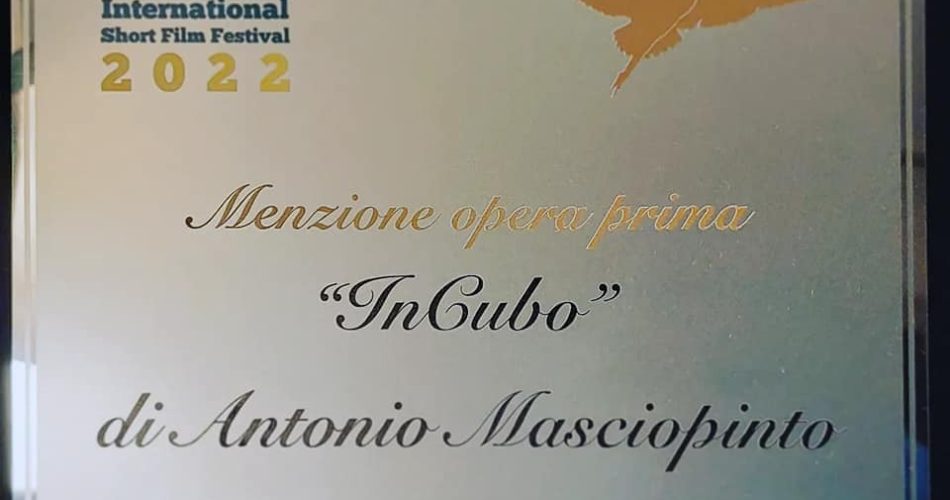 International
Short Film Festival
2022
Menzione opera prima
“InCubo”
di Antonio Masciopinto